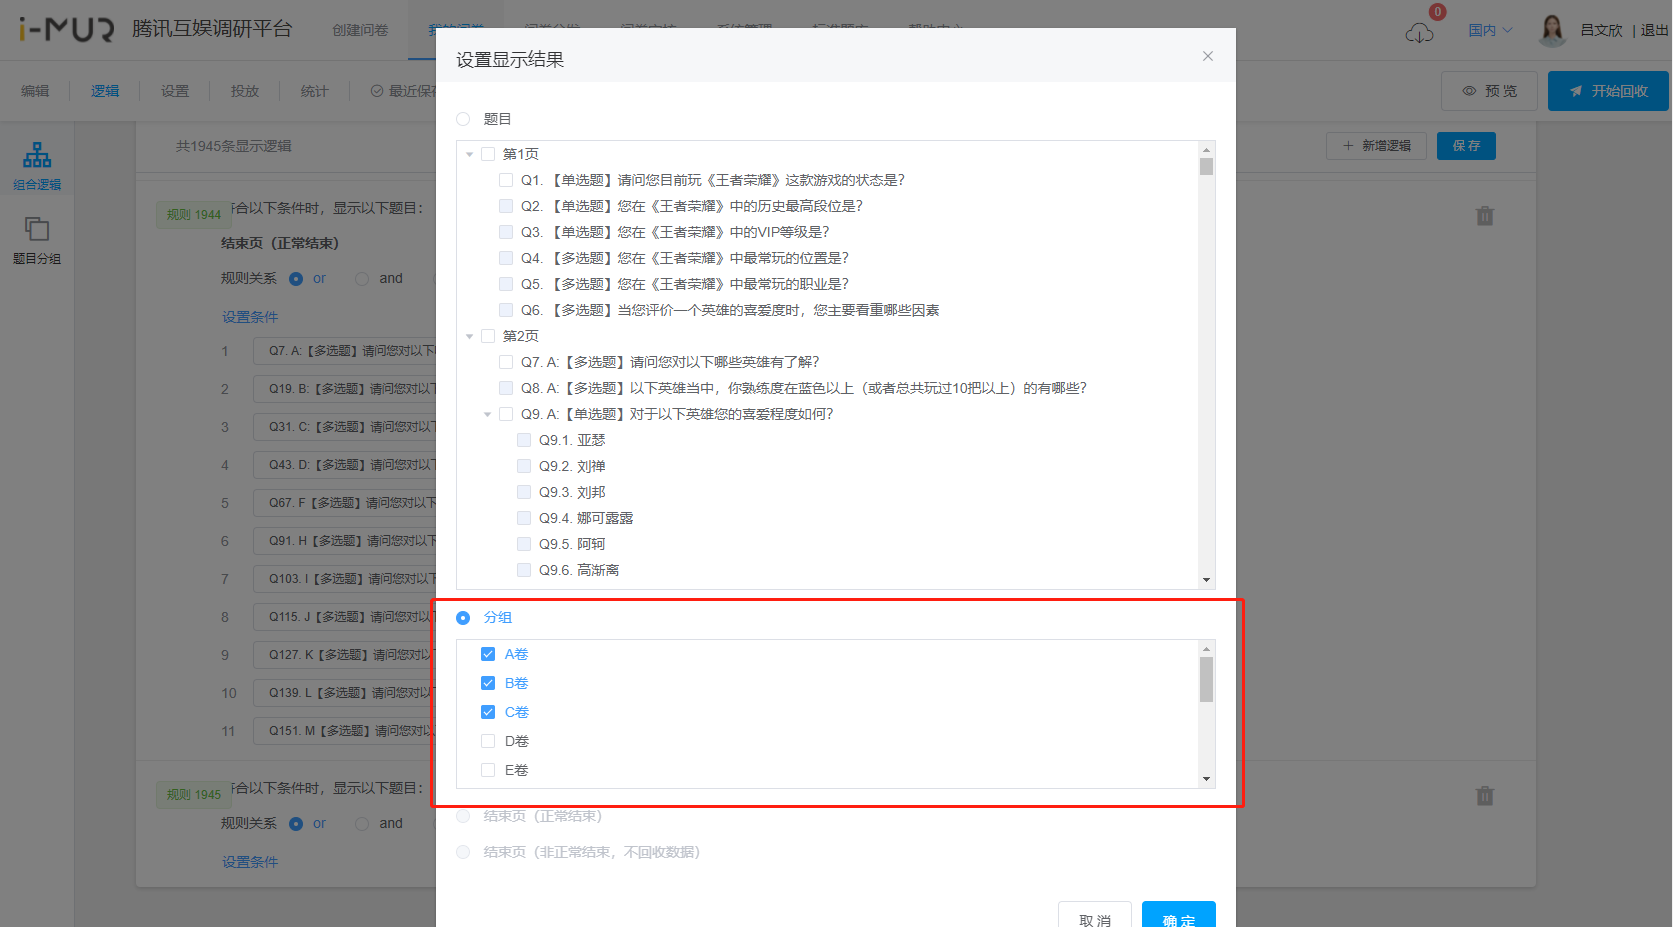 i-MUR 腾讯互娱调研平台 创建问卷 我的问卷 0 国内 吕文欣 | 退出
编辑 逻辑 设置 投放 统计 最近保存 预 览 开始回收
组合逻辑
题目分组
共1945条显示逻辑 新增逻辑 保 存
规则 1944 符合以下条件时，显示以下题目：
结束页（正常结束）
规则关系 or and
设置条件
1 Q7. A:【多选题】请问您对以下
2 Q19. B:【多选题】请问您对以
3 Q31. C:【多选题】请问您对以
4 Q43. D:【多选题】请问您对以
5 Q67. F【多选题】请问您对以下
6 Q91. H【多选题】请问您对以下
7 Q103. I【多选题】请问您对以下
8 Q115. J【多选题】请问您对以
9 Q127. K【多选题】请问您对以
10 Q139. L【多选题】请问您对以
11 Q151. M【多选题】请问您对以
规则 1945 符合以下条件时，显示以下题目：
规则关系 or and
设置条件
设置显示结果
题目
第1页
Q1. 【单选题】请问您目前玩《王者荣耀》这款游戏的状态是？
Q2. 【单选题】您在《王者荣耀》中的历史最高段位是？
Q3. 【单选题】您在《王者荣耀》中的VIP等级是？
Q4. 【多选题】您在《王者荣耀》中最常玩的位置是？
Q5. 【多选题】您在《王者荣耀》中最常玩的职业是？
Q6. 【多选题】当您评价一个英雄的喜爱度时，您主要看重哪些因素
第2页
Q7. A:【多选题】请问您对以下哪些英雄有了解？
Q8. A:【多选题】以下英雄当中，你熟练度在蓝色以上（或者总共玩过10把以上）的有哪些？
Q9. A:【单选题】对于以下英雄您的喜爱程度如何？
Q9.1. 亚瑟
Q9.2. 刘禅
Q9.3. 刘邦
Q9.4. 娜可露露
Q9.5. 阿轲
Q9.6. 高渐离
分组
A卷
B卷
C卷
D卷
E卷
结束页（正常结束）
结束页（非正常结束，不回收数据）
取 消 确 定